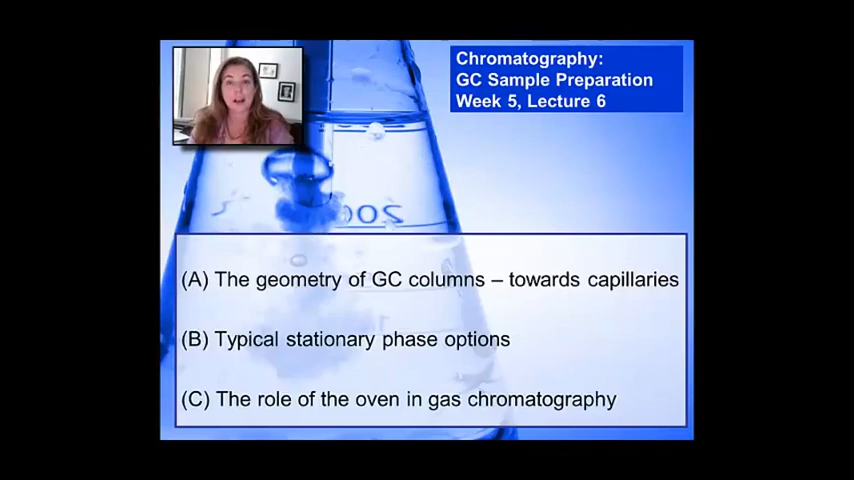 Chromatography:
GC Sample Preparation
Week 5, Lecture 6
200
(A) The geometry of GC columns – towards capillaries
(B) Typical stationary phase options
(C) The role of the oven in gas chromatography